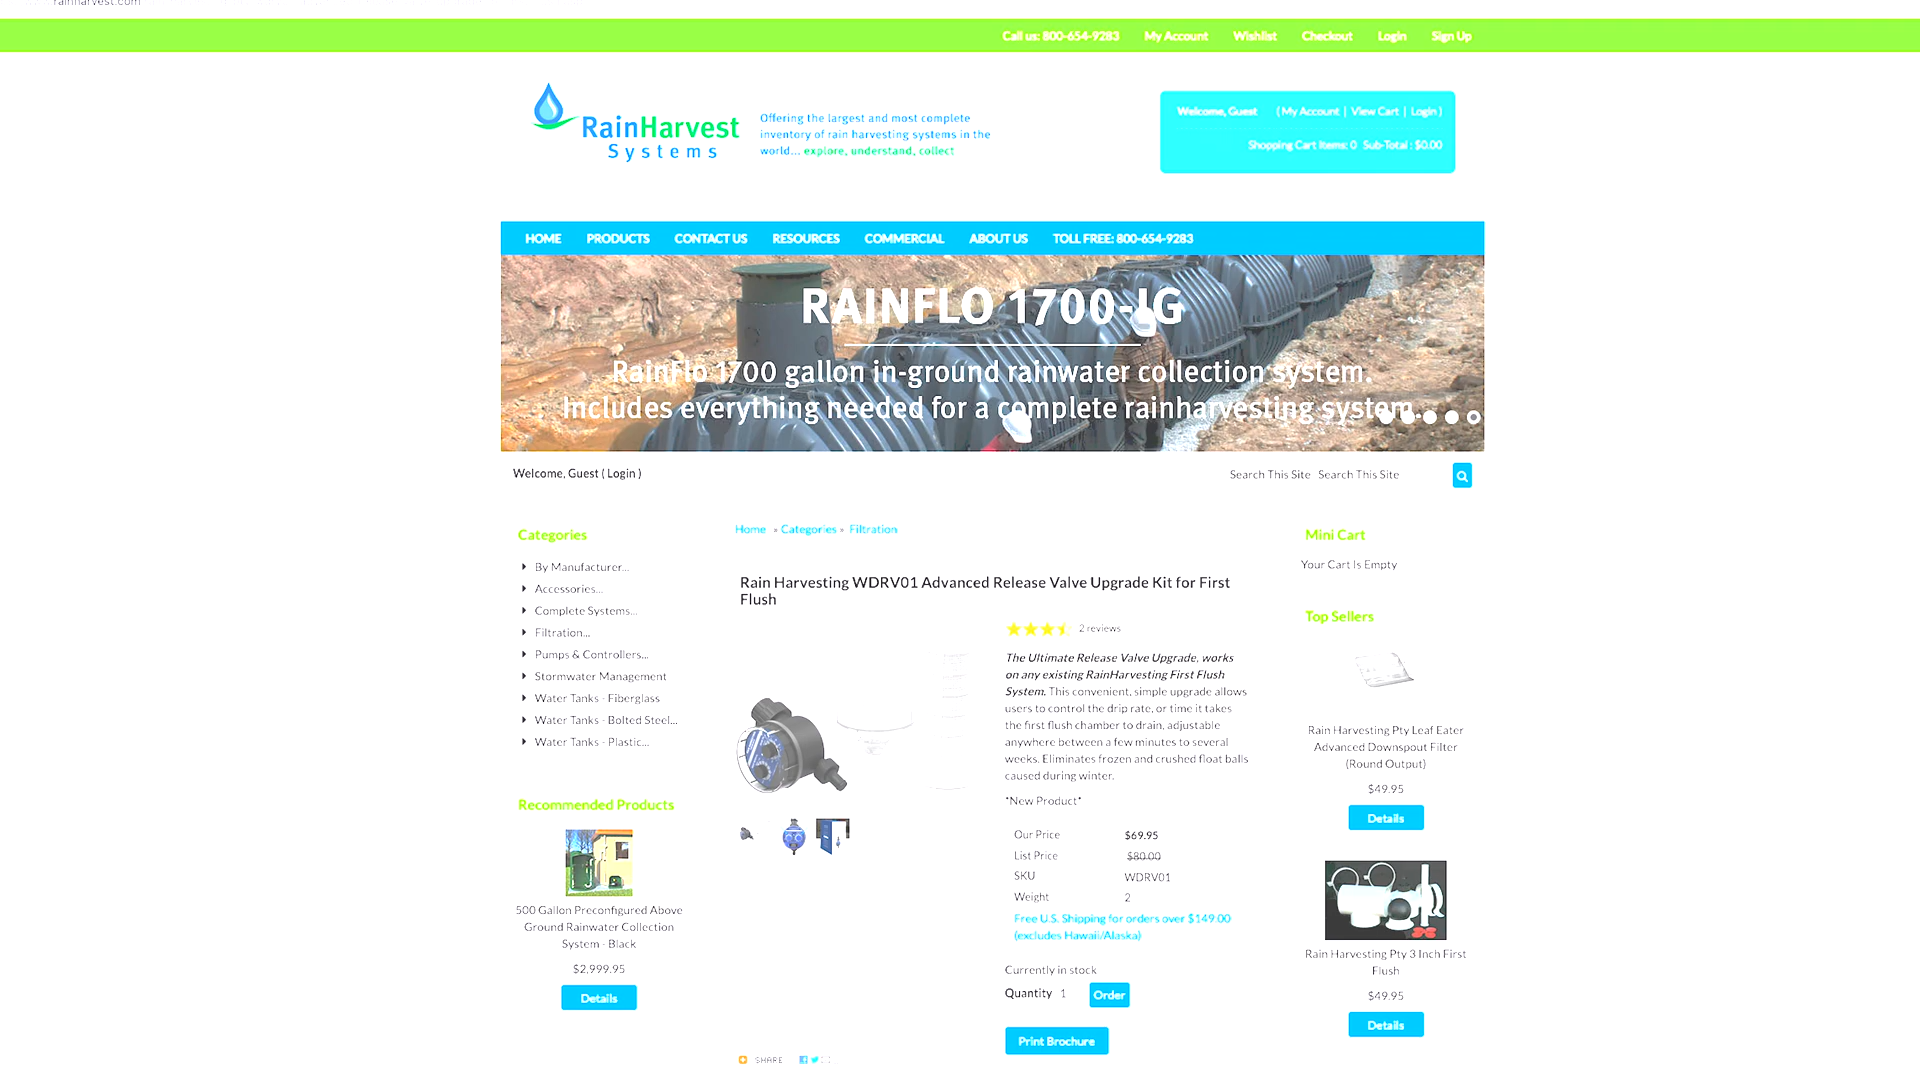 rainharvest.com
Call us: 800-654-9283 My Account Wishlist Checkout Login Sign Up
RainHarvest
Systems
Offering the largest and most complete
inventory of rain harvesting systems in the
world... explore, understand, collect
Welcome, Guest ( My Account | View Cart | Login )
Shopping Cart Items: 0 Sub-Total : $0.00
HOME PRODUCTS CONTACT US RESOURCES COMMERCIAL ABOUT US TOLL FREE: 800-654-9283
RAINFLO 1700-IG
RainFlo 1700 gallon in-ground rainwater collection system.
Includes everything needed for a complete rainharvesting system.
Welcome, Guest ( Login )
Search This Site Search This Site
Categories
By Manufacturer...
Accessories...
Complete Systems...
Filtration...
Pumps & Controllers...
Stormwater Management
Water Tanks - Fiberglass
Water Tanks - Bolted Steel...
Water Tanks - Plastic...
Recommended Products
500 Gallon Preconfigured Above
Ground Rainwater Collection
System - Black
$2,999.95
Details
Home » Categories » Filtration
Rain Harvesting WDRV01 Advanced Release Valve Upgrade Kit for First
Flush
2 reviews
The Ultimate Release Valve Upgrade, works
on any existing RainHarvesting First Flush
System. This convenient, simple upgrade allows
users to control the drip rate, or time it takes
the first flush chamber to drain, adjustable
anywhere between a few minutes to several
weeks. Eliminates frozen and crushed float balls
caused during winter.
*New Product*
Our Price $69.95
List Price $80.00
SKU WDRV01
Weight 2
Free U.S. Shipping for orders over $149.00
(excludes Hawaii/Alaska)
Currently in stock
Quantity 1 Order
Print Brochure
SHARE
Mini Cart
Your Cart Is Empty
Top Sellers
Rain Harvesting Pty Leaf Eater
Advanced Downspout Filter
(Round Output)
$49.95
Details
Rain Harvesting Pty 3 Inch First
Flush
$49.95
Details